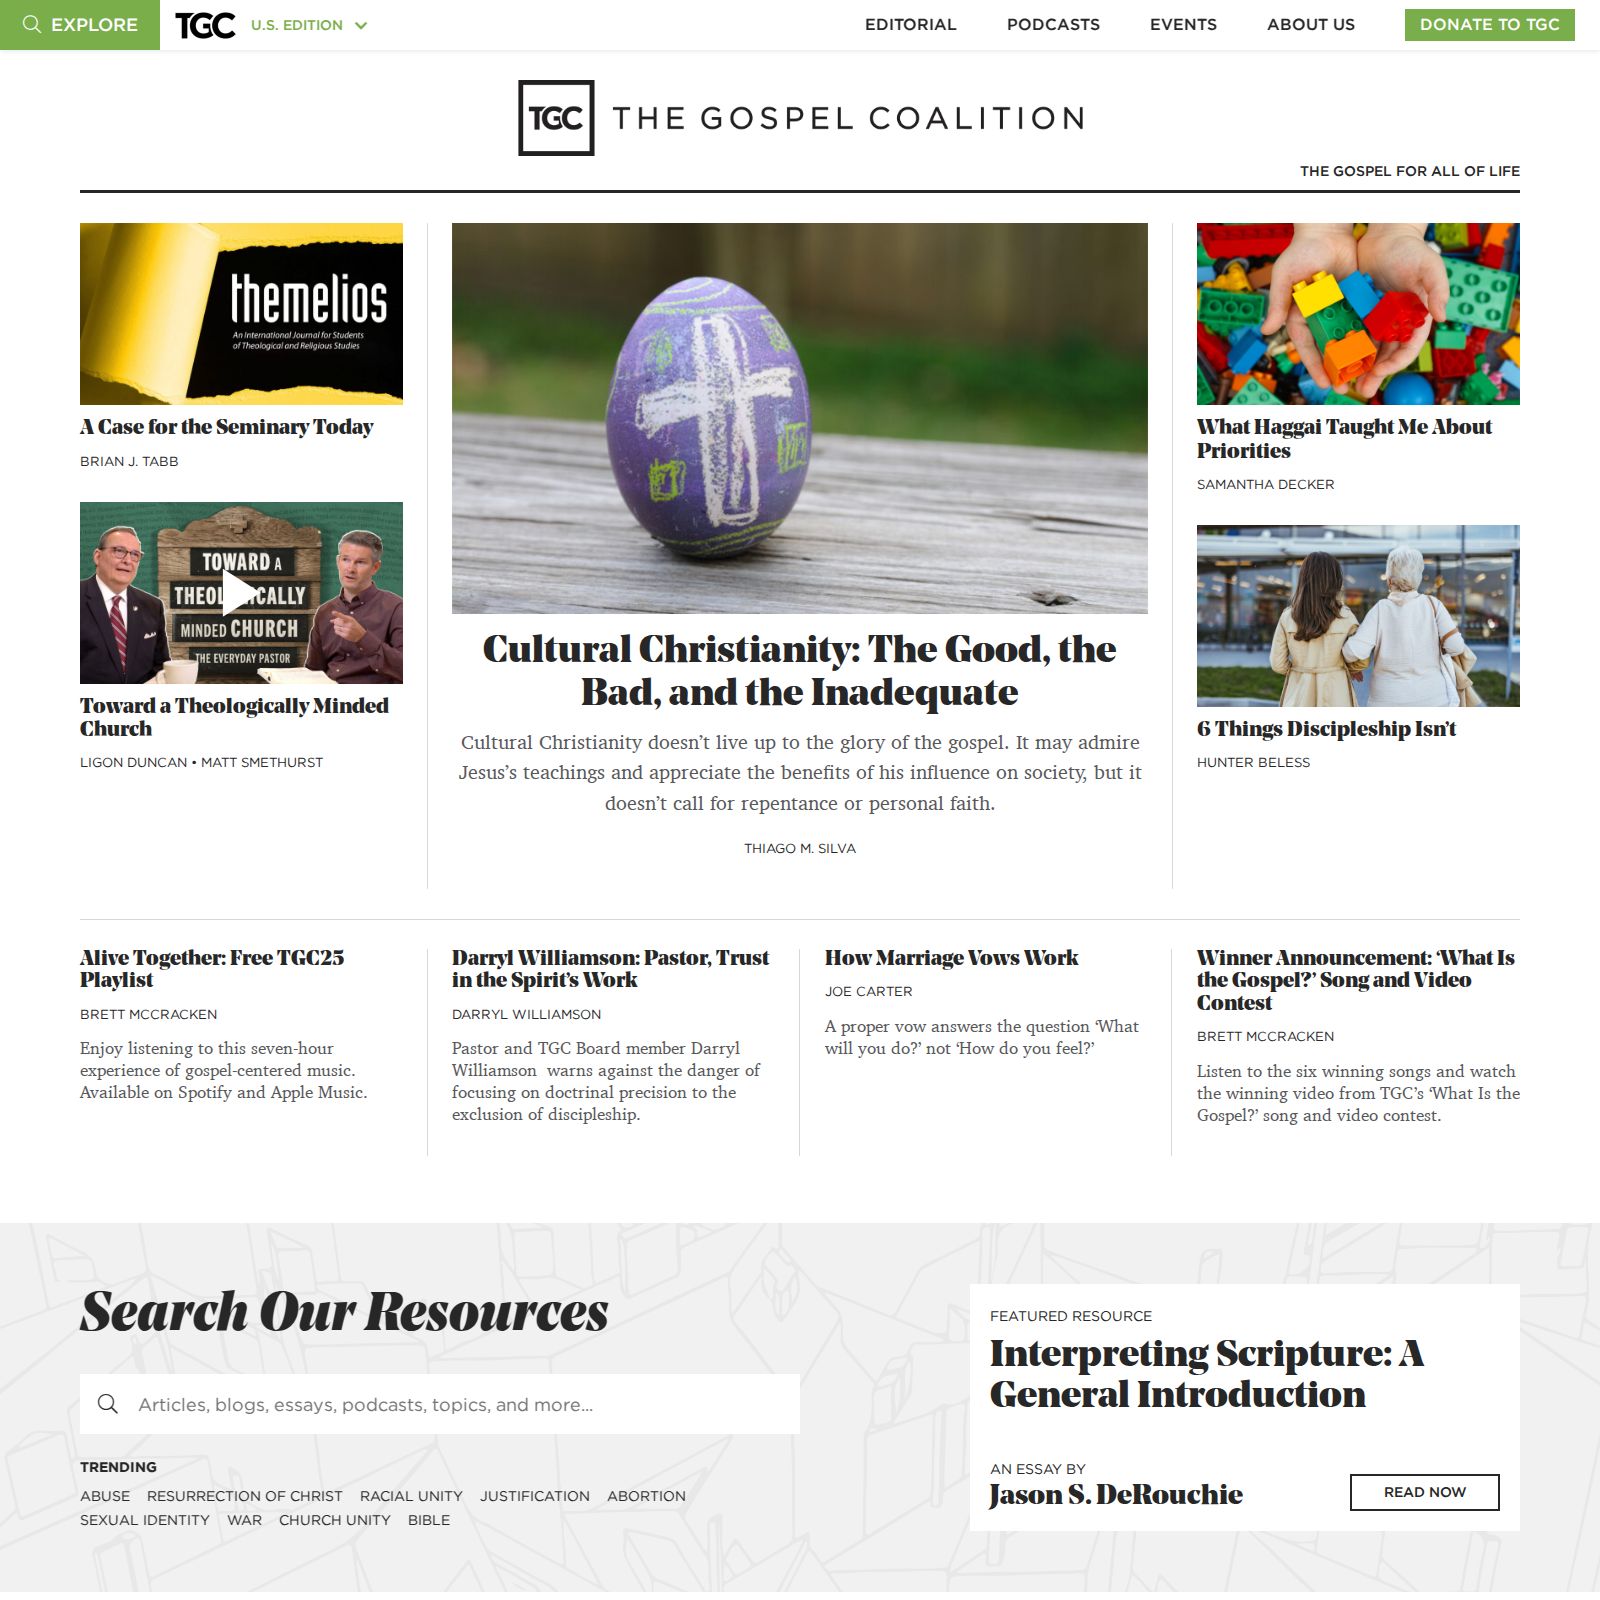 EXPLORE
TGC
U.S. EDITION
EDITORIAL
PODCASTS
EVENTS
ABOUT US
DONATE TO TGC
TGC
THE GOSPEL COALITION
THE GOSPEL FOR ALL OF LIFE
themelios
An International Journal for Students
of Theological and Religious Studies
A Case for the Seminary Today
BRIAN J. TABB
TOWARD A
THEOLOGICALLY
MINDED CHURCH
THE EVERYDAY PASTOR
Toward a Theologically Minded
Church
LIGON DUNCAN • MATT SMETHURST
Cultural Christianity: The Good, the
Bad, and the Inadequate
Cultural Christianity doesn’t live up to the glory of the gospel. It may admire
Jesus’s teachings and appreciate the benefits of his influence on society, but it
doesn’t call for repentance or personal faith.
THIAGO M. SILVA
What Haggai Taught Me About
Priorities
SAMANTHA DECKER
6 Things Discipleship Isn’t
HUNTER BELESS
Alive Together: Free TGC25
Playlist
BRETT MCCRACKEN
Enjoy listening to this seven-hour
experience of gospel-centered music.
Available on Spotify and Apple Music.
Darryl Williamson: Pastor, Trust
in the Spirit’s Work
DARRYL WILLIAMSON
Pastor and TGC Board member Darryl
Williamson warns against the danger of
focusing on doctrinal precision to the
exclusion of discipleship.
How Marriage Vows Work
JOE CARTER
A proper vow answers the question ‘What
will you do?’ not ‘How do you feel?’
Winner Announcement: ‘What Is
the Gospel?’ Song and Video
Contest
BRETT MCCRACKEN
Listen to the six winning songs and watch
the winning video from TGC’s ‘What Is the
Gospel?’ song and video contest.
Search Our Resources
Articles, blogs, essays, podcasts, topics, and more...
TRENDING
ABUSE RESURRECTION OF CHRIST RACIAL UNITY JUSTIFICATION ABORTION
SEXUAL IDENTITY WAR CHURCH UNITY BIBLE
FEATURED RESOURCE
Interpreting Scripture: A
General Introduction
AN ESSAY BY
Jason S. DeRouchie
READ NOW